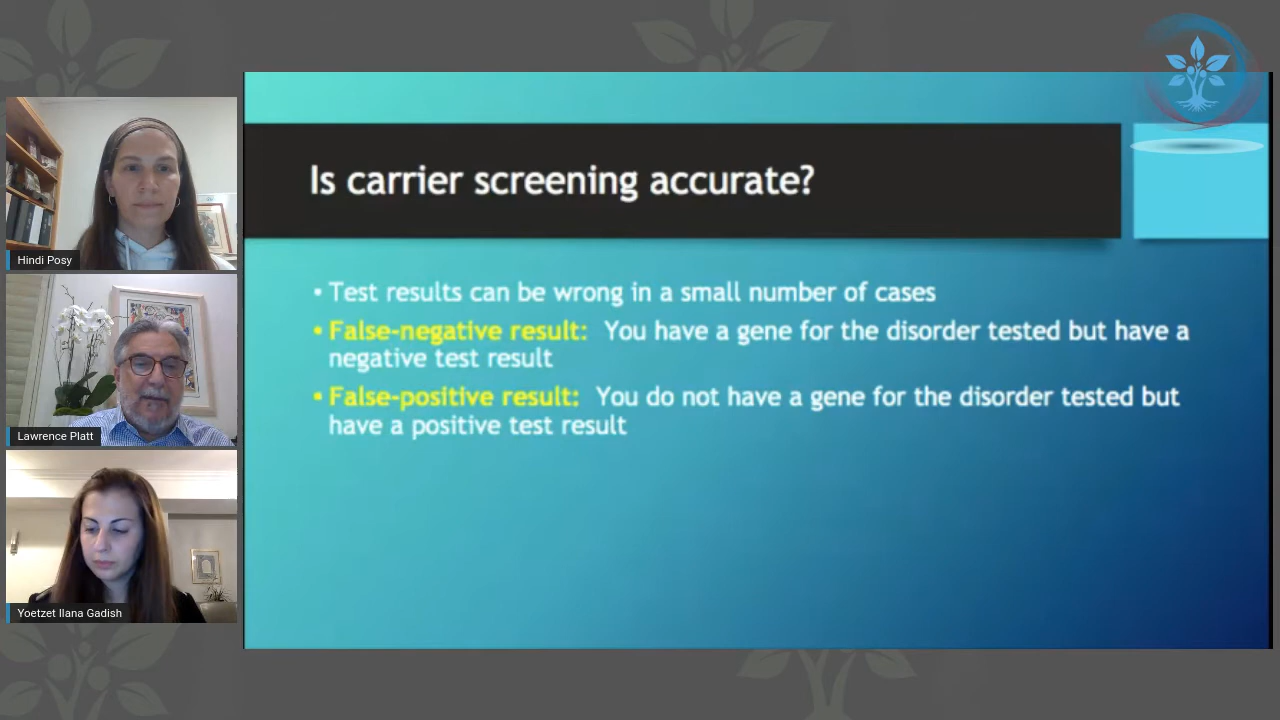 Is carrier screening accurate?
• Test results can be wrong in a small number of cases
• False-negative result: You have a gene for the disorder tested but have a
negative test result
• False-positive result: You do not have a gene for the disorder tested but
have a positive test result
Hindi Posy
Lawrence Platt
Yoetzet Ilana Gadish